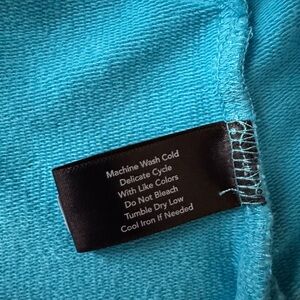 Machine Wash Cold
Delicate Cycle
With Like Colors
Do Not Bleach
Tumble Dry Low
Cool Iron If Needed